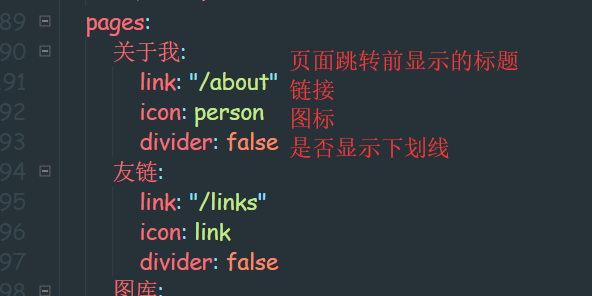 89 pages:
90 关于我: 页面跳转前显示的标题
91 link: "/about" 链接
92 icon: person 图标
93 divider: false 是否显示下划线
94 友链:
95 link: "/links"
96 icon: link
97 divider: false
98 图库: